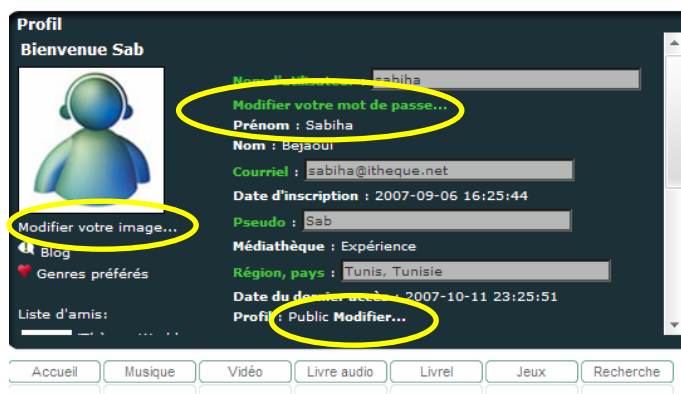 Profil
Bienvenue Sab
Nom d'utilisateur : sabiha
Modifier votre mot de passe...
Prénom : Sabiha
Nom : Bejaoui
Courriel : sabiha@itheque.net
Date d'inscription : 2007-09-06 16:25:44
Pseudo : Sab
Médiathèque : Expérience
Région, pays : Tunis, Tunisie
Date du dernier accès : 2007-10-11 23:25:51
Profil : Public Modifier...
Modifier votre image...
Blog
Genres préférés
Liste d'amis:
Accueil Musique Vidéo Livre audio Livrel Jeux Recherche